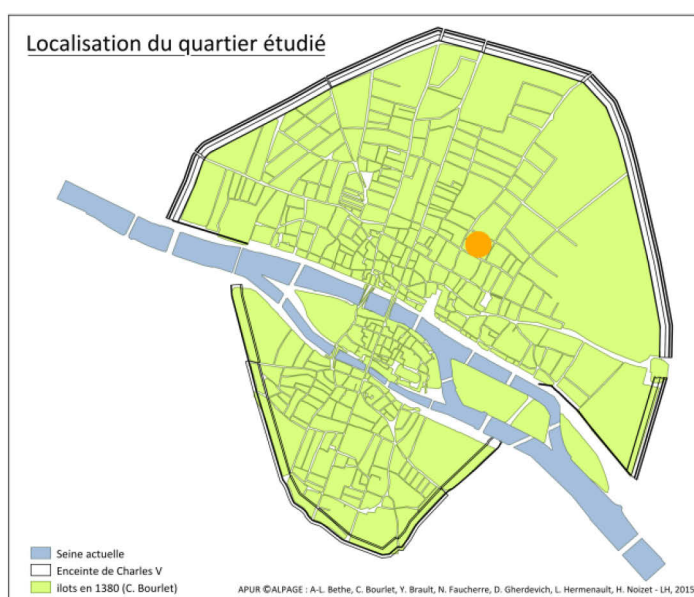 Localisation du quartier étudié
Seine actuelle
Enceinte de Charles V
ilots en 1380 (C. Bourlet)
APUR ©ALPAGE : A-L. Bethe, C. Bourlet, Y. Brault, N. Faucherre, D. Gherdevich, L. Hermenault, H. Noizet - LH, 2015